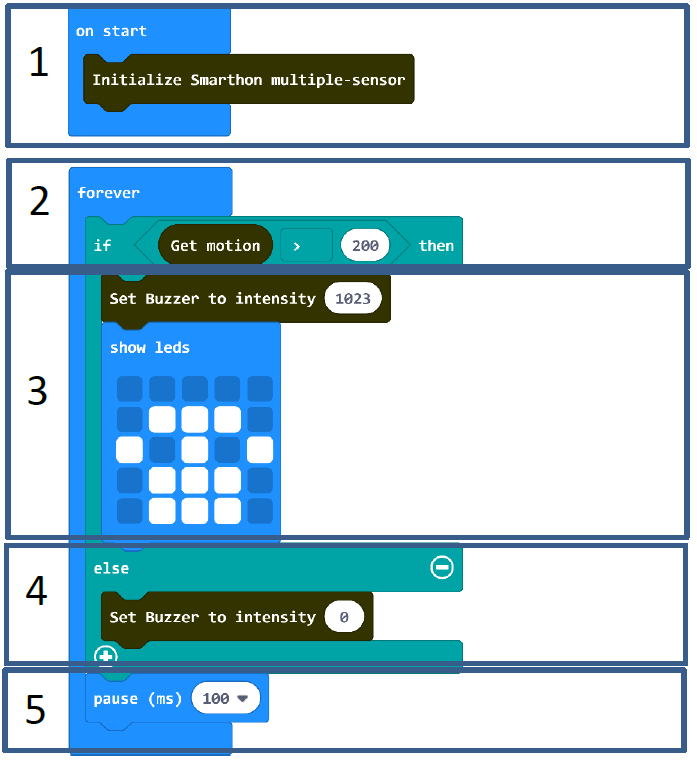 1
on start
Initialize Smarthon multiple-sensor
2
forever
if Get motion > 200 then
3
Set Buzzer to intensity 1023
show leds
4
else
Set Buzzer to intensity 0
5
pause (ms) 100